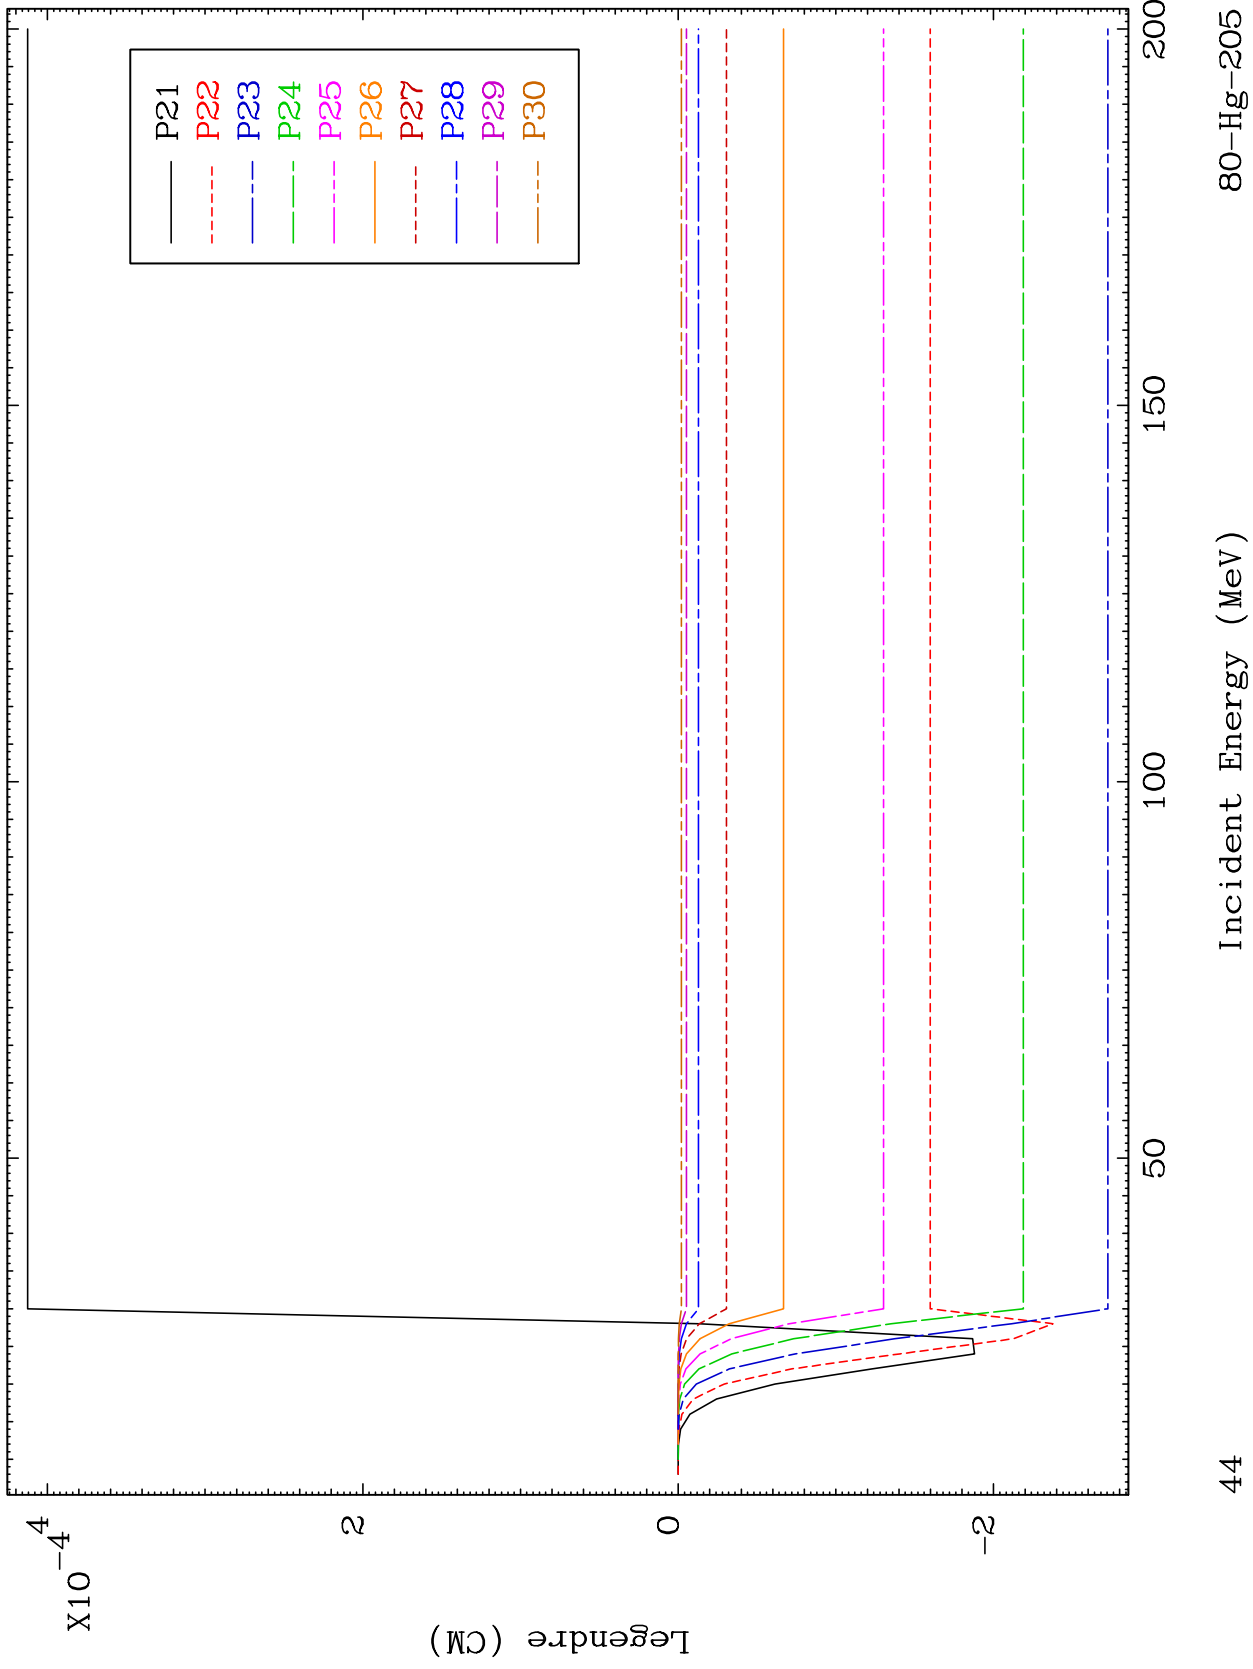 P21
P22
P23
P24
P25
P26
P27
P28
P29
P30
X10⁻⁴
4
2
0
-2
Legendre (CM)
50
100
150
200
Incident Energy (MeV)
44
80-Hg-205